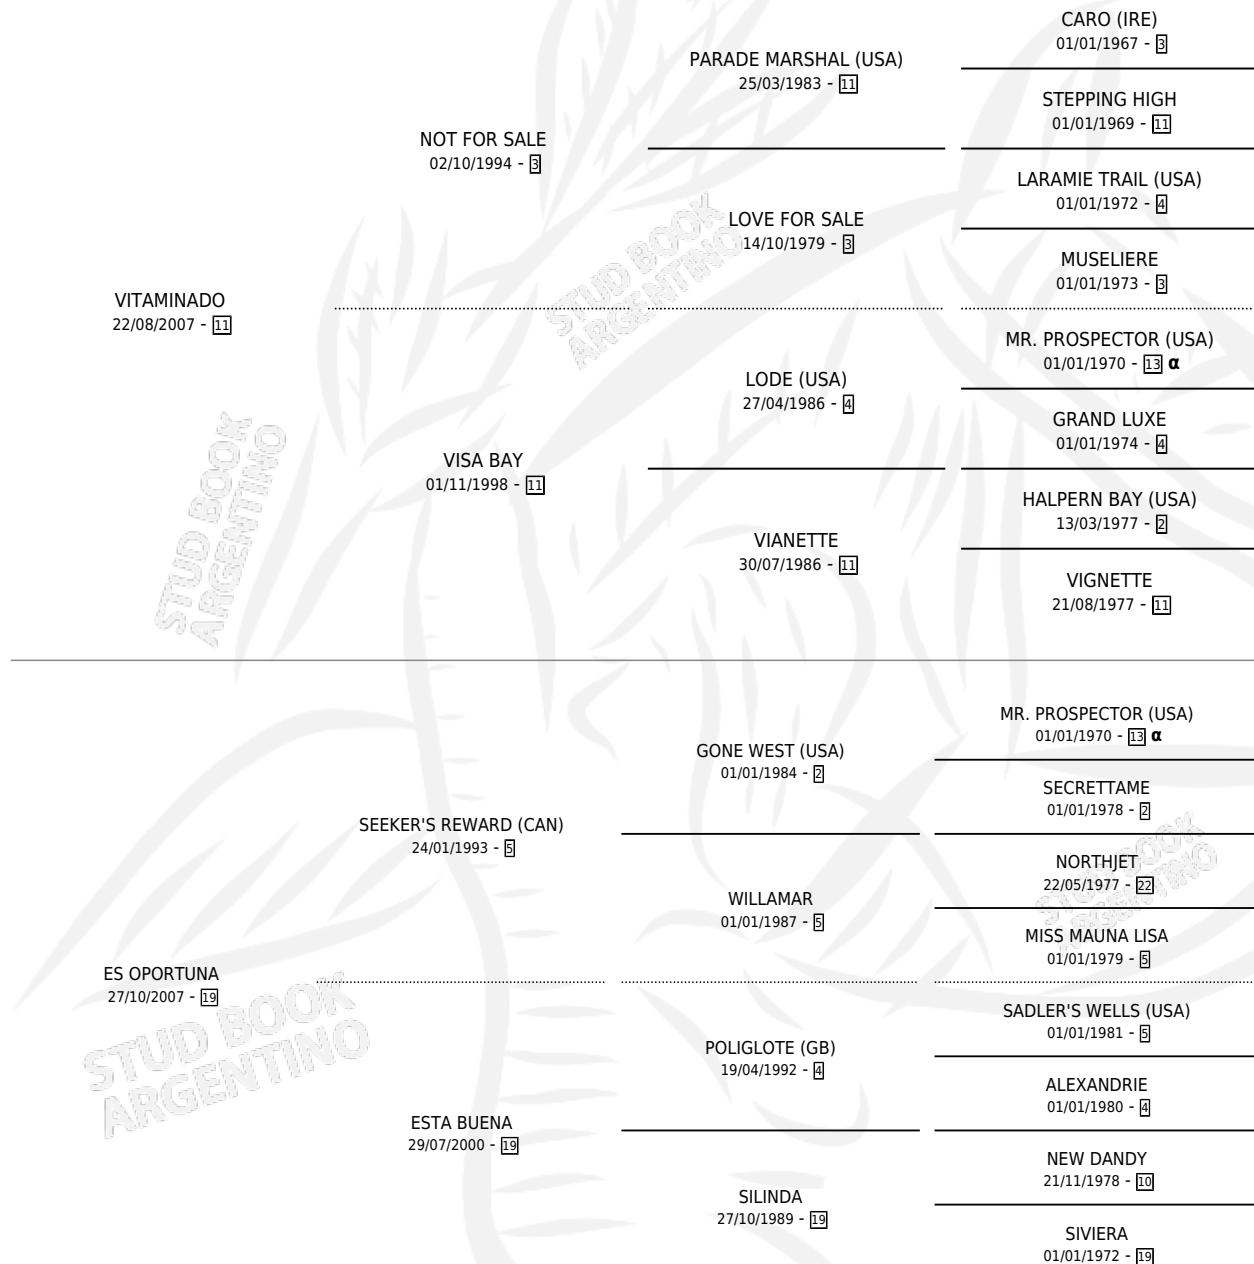 CARO (IRE)
01/01/1967 - 3
PARADE MARSHAL (USA)
25/03/1983 - 11
STEPPING HIGH
01/01/1969 - 11
NOT FOR SALE
02/10/1994 - 3
LARAMIE TRAIL (USA)
01/01/1972 - 4
LOVE FOR SALE
14/10/1979 - 3
MUSELIERE
01/01/1973 - 3
VITAMINADO
22/08/2007 - 11
MR. PROSPECTOR (USA)
01/01/1970 - 13 α
LODE (USA)
27/04/1986 - 4
GRAND LUXE
01/01/1974 - 4
VISA BAY
01/11/1998 - 11
HALPERN BAY (USA)
13/03/1977 - 2
VIANETTE
30/07/1986 - 11
VIGNETTE
21/08/1977 - 11
MR. PROSPECTOR (USA)
01/01/1970 - 13 α
GONE WEST (USA)
01/01/1984 - 2
SECRETTAME
01/01/1978 - 2
SEEKER'S REWARD (CAN)
24/01/1993 - 5
NORTHJET
22/05/1977 - 22
WILLAMAR
01/01/1987 - 5
MISS MAUNA LISA
01/01/1979 - 5
ES OPORTUNA
27/10/2007 - 19
SADLER'S WELLS (USA)
01/01/1981 - 5
POLIGLOTE (GB)
19/04/1992 - 4
ALEXANDRIE
01/01/1980 - 4
ESTA BUENA
29/07/2000 - 19
NEW DANDY
21/11/1978 - 10
SILINDA
27/10/1989 - 19
SIVIERA
01/01/1972 - 19
STUD BOOK
ARGENTINO
STUD BOOK
ARGENTINO
STUD BOOK
ARGENTINO
STUD BOOK
ARGENTINO